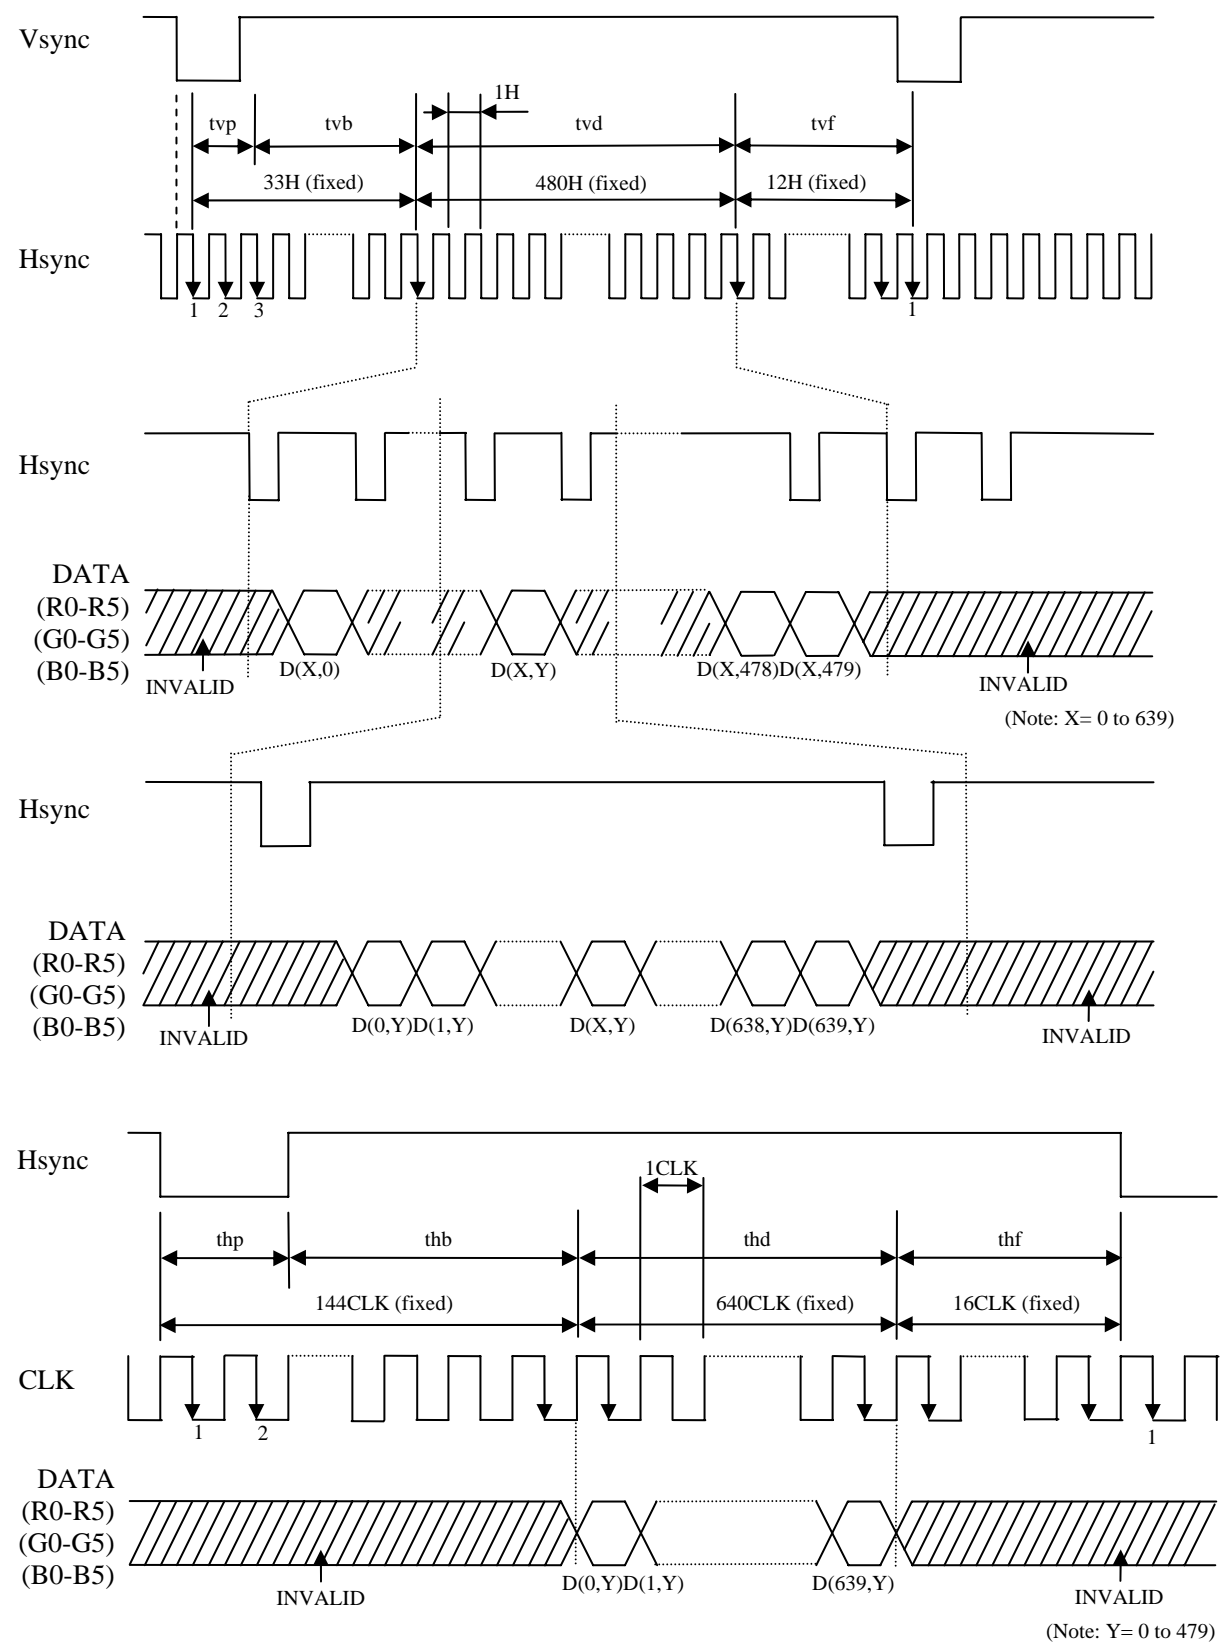 Vsync
1H
tvp tvb tvd tvf
33H (fixed) 480H (fixed) 12H (fixed)
Hsync
1 2 3 1
Hsync
DATA
(R0-R5)
(G0-G5)
(B0-B5)
D(X,0) D(X,Y) D(X,478)D(X,479)
INVALID INVALID
(Note: X= 0 to 639)
Hsync
DATA
(R0-R5)
(G0-G5)
(B0-B5)
D(0,Y)D(1,Y) D(X,Y) D(638,Y)D(639,Y)
INVALID INVALID
Hsync
1CLK
thp thb thd thf
144CLK (fixed) 640CLK (fixed) 16CLK (fixed)
CLK
1 2 1
DATA
(R0-R5)
(G0-G5)
(B0-B5)
D(0,Y)D(1,Y) D(639,Y)
INVALID INVALID
(Note: Y= 0 to 479)